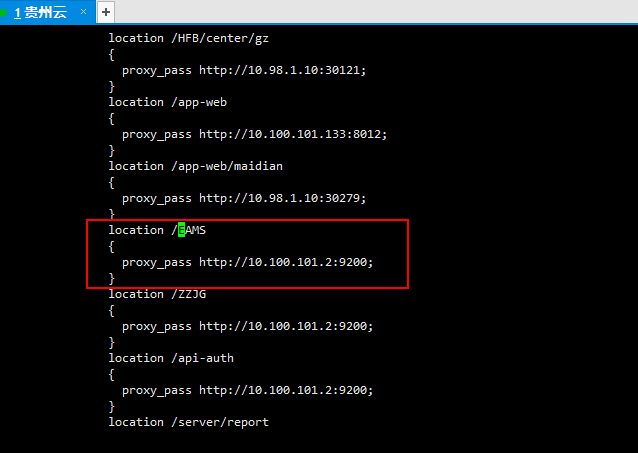 1 贵州云 × +
location /HFB/center/gz
{
proxy_pass http://10.98.1.10:30121;
}
location /app-web
{
proxy_pass http://10.100.101.133:8012;
}
location /app-web/maidian
{
proxy_pass http://10.98.1.10:30279;
}
location /EAMS
{
proxy_pass http://10.100.101.2:9200;
}
location /ZZJG
{
proxy_pass http://10.100.101.2:9200;
}
location /api-auth
{
proxy_pass http://10.100.101.2:9200;
}
location /server/report